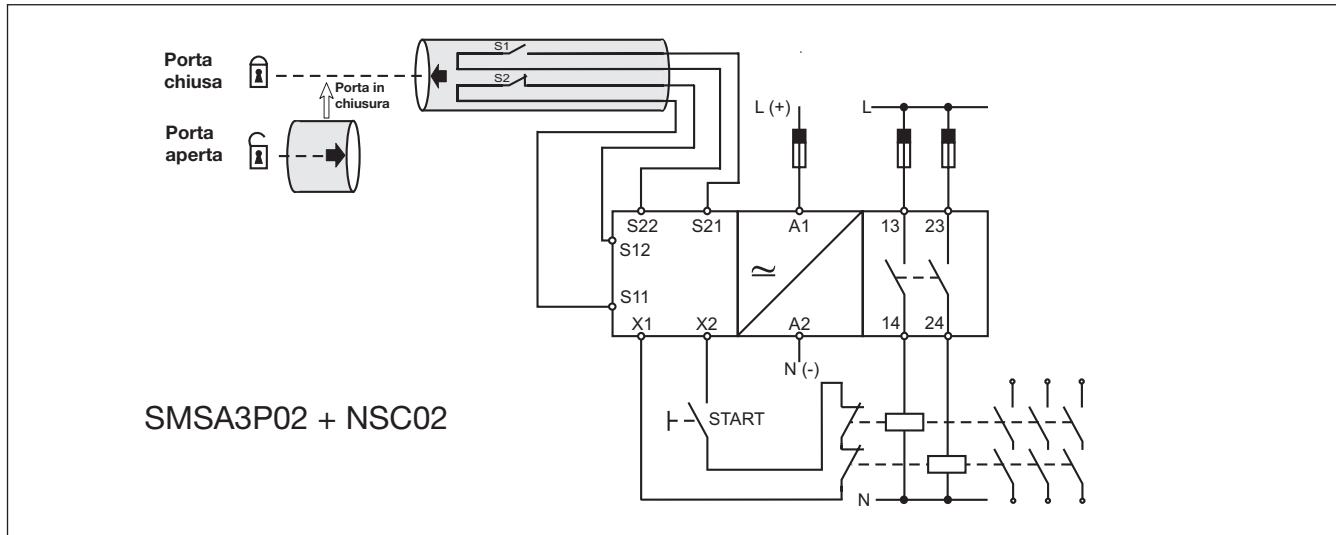 Porta
chiusa
Porta in
chiusura
Porta
aperta
S1
S2
L (+)
L
S22
S21
A1
13
23
S12
≃
S11
X1
X2
A2
14
24
N (-)
START
SMSA3P02 + NSC02
N